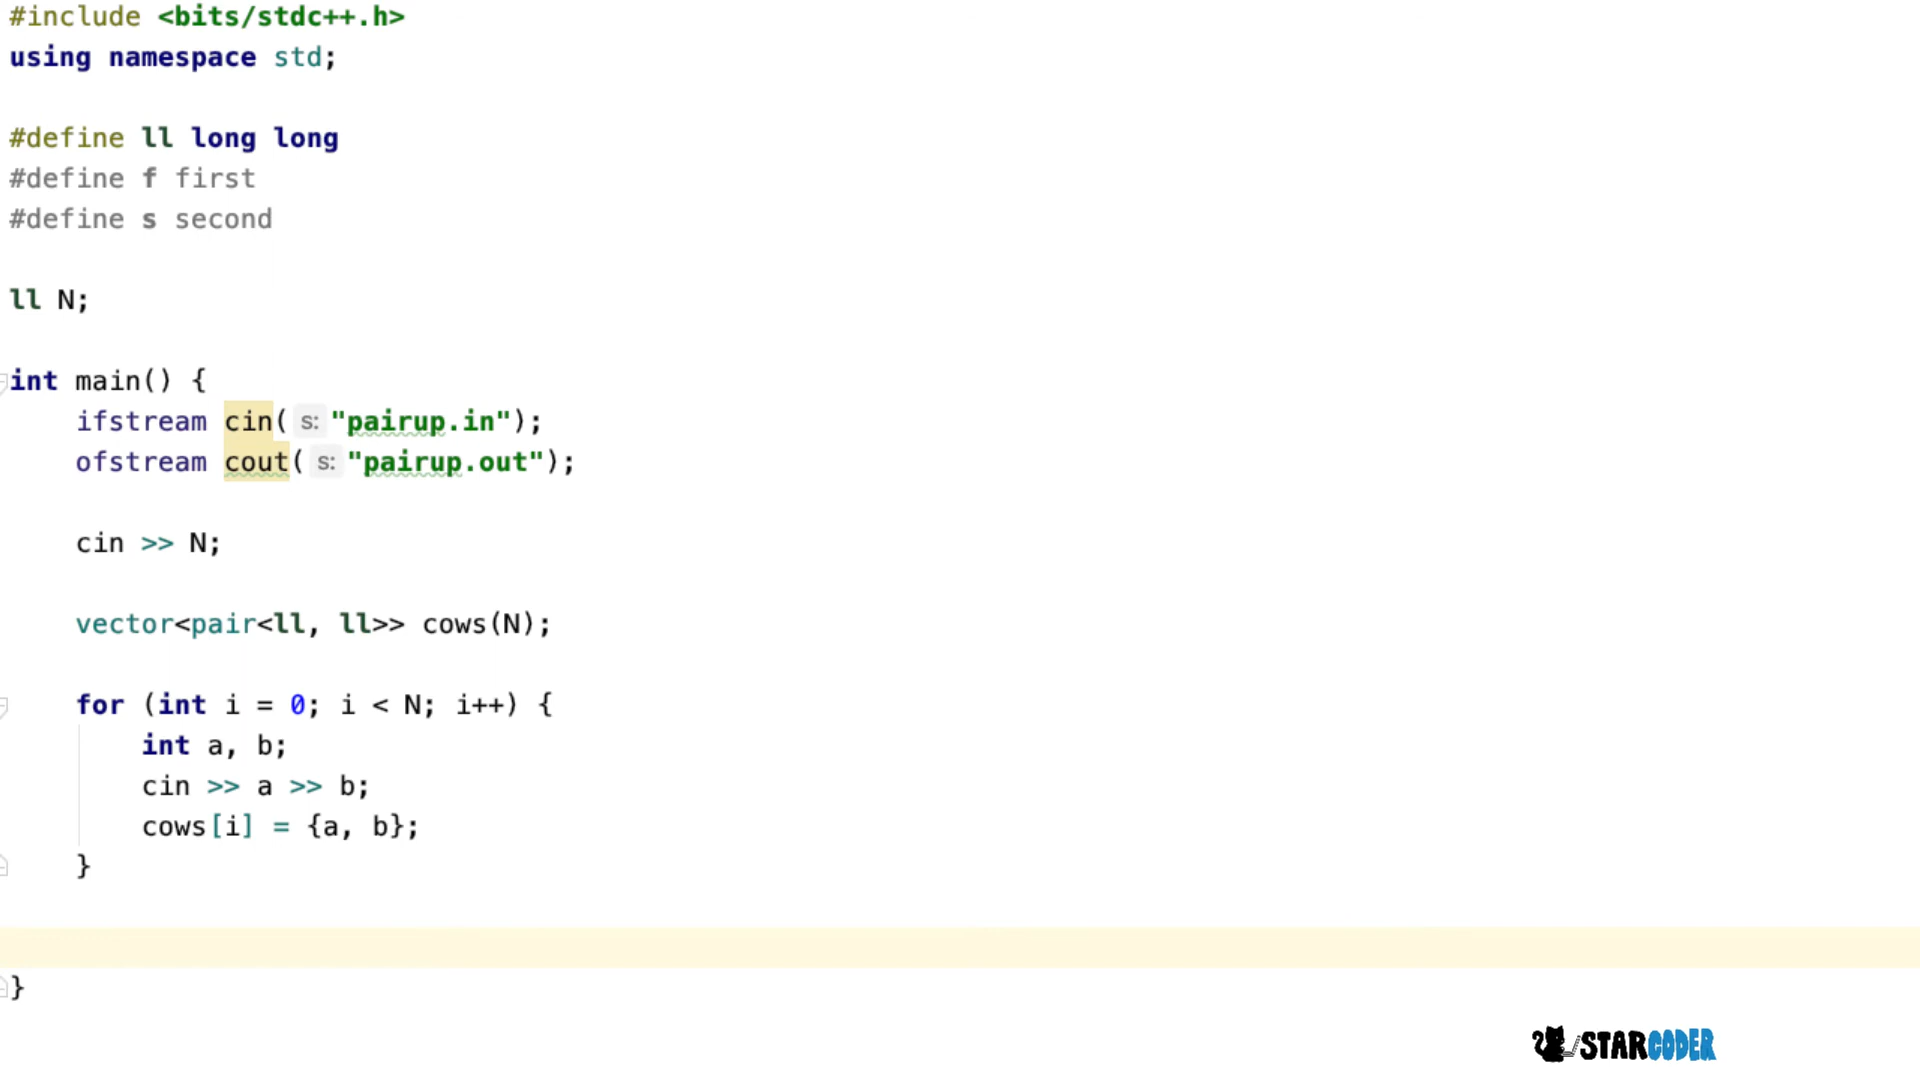 #include <bits/stdc++.h>
using namespace std;
#define ll long long
#define f first
#define s second
ll N;
int main() {
ifstream cin( s: "pairup.in");
ofstream cout( s: "pairup.out");
cin >> N;
vector<pair<ll, ll>> cows(N);
for (int i = 0; i < N; i++) {
int a, b;
cin >> a >> b;
cows[i] = {a, b};
}
}
STARCODER